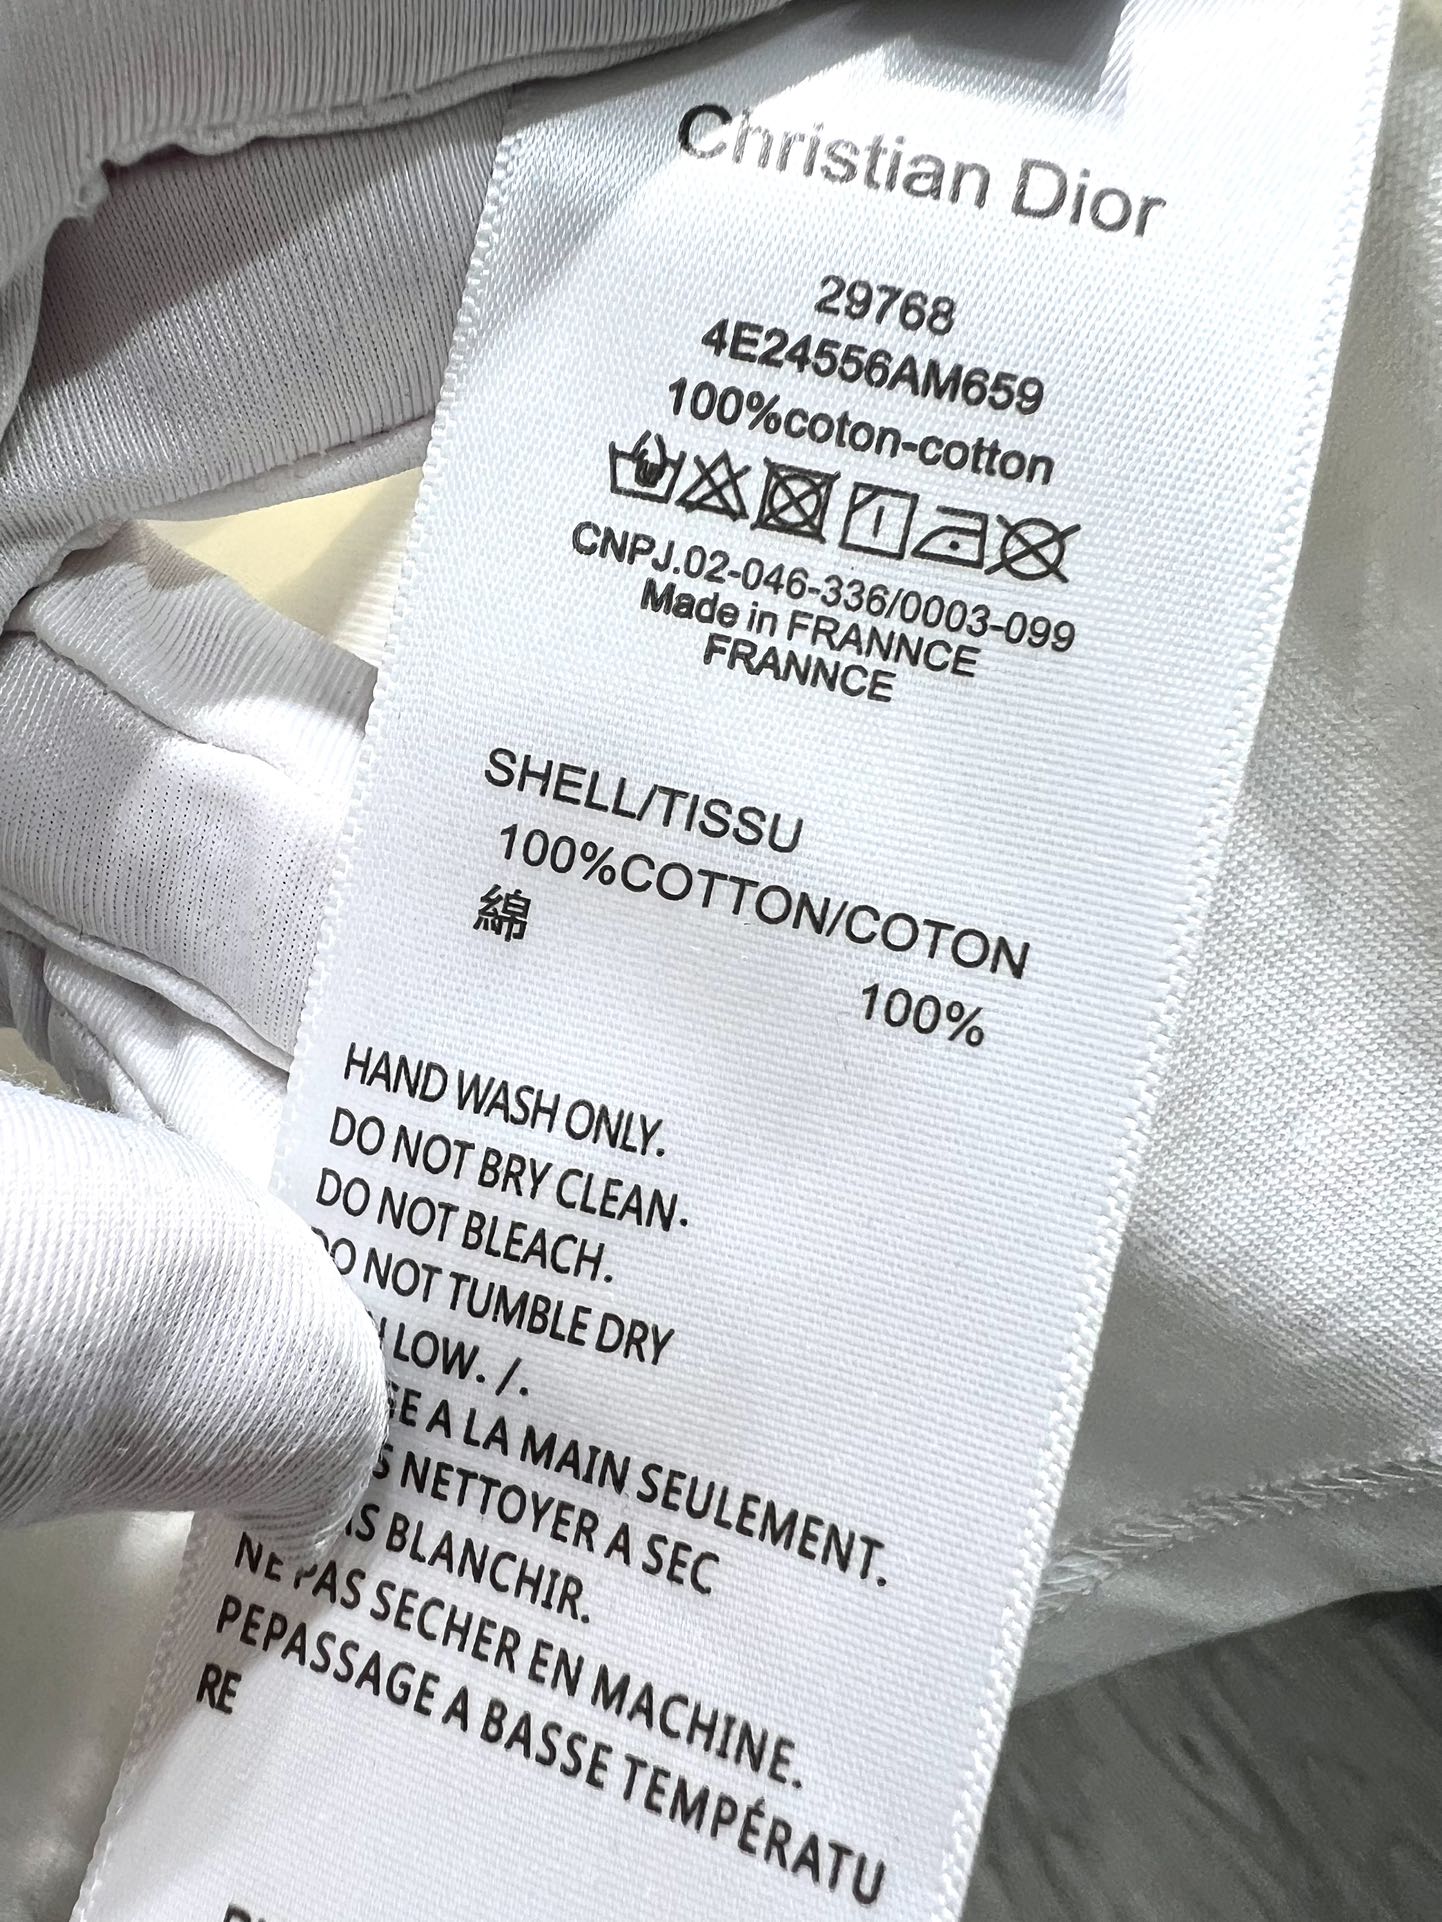 Christian Dior
29768
4E24556AM659
100%coton-cotton
CNPJ.02-046-336/0003-099
Made in FRANNCE
FRANNCE
SHELL/TISSU
100%COTTON/COTON
綿
100%
HAND WASH ONLY.
DO NOT BRY CLEAN.
DO NOT BLEACH.
DO NOT TUMBLE DRY
LOW. /.
A LA MAIN SEULEMENT.
NETTOYER A SEC
BLANCHIR.
NE PAS SECHER EN MACHINE.
PEPASSAGE A BASSE TEMPÉRATU
RE